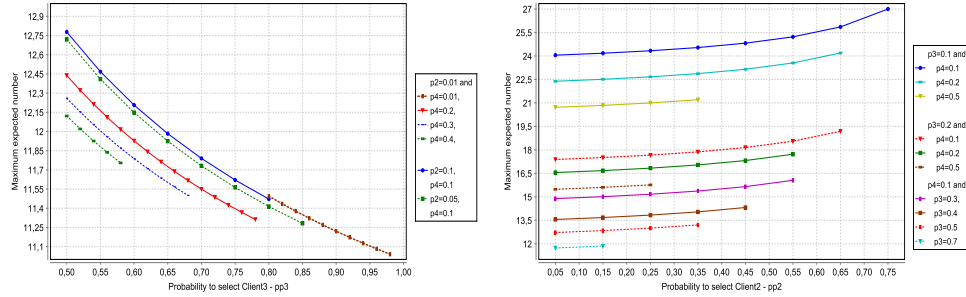 12,9
12,75
12,6
12,45
12,3
12,15
12
11,85
11,7
11,55
11,4
11,25
11,1
Maximum expected number
0,50 0,55 0,60 0,65 0,70 0,75 0,80 0,85 0,90 0,95 1,00
Probability to select Client3 - pp3
p2=0.01 and
p4=0.01,
p4=0.2,
p4=0.3,
p4=0.4,
p2=0.1,
p4=0.1
p2=0.05,
p4=0.1
27
25,5
24
22,5
21
19,5
18
16,5
15
13,5
12
Maximum expected number
0,05 0,10 0,15 0,20 0,25 0,30 0,35 0,40 0,45 0,50 0,55 0,60 0,65 0,70 0,75
Probability to select Client2 - pp2
p3=0.1 and
p4=0.1
p4=0.2
p4=0.5
p3=0.2 and
p4=0.1
p4=0.2
p4=0.5
p4=0.1 and
p3=0.3,
p3=0.4
p3=0.5
p3=0.7